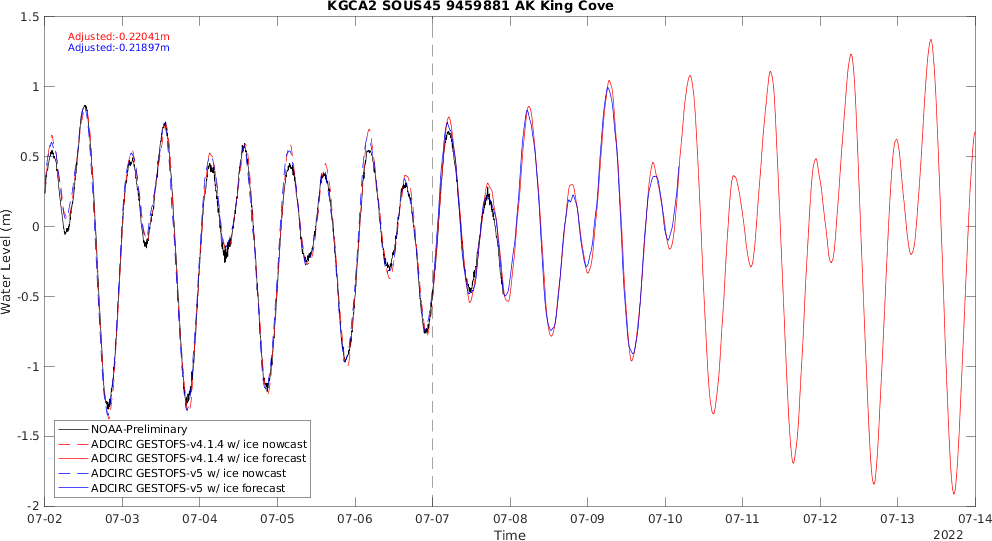 KGCA2 SOUS45 9459881 AK King Cove
Adjusted:-0.22041m
Adjusted:-0.21897m
1.5
1
0.5
0
-0.5
-1
-1.5
-2
Water Level (m)
NOAA-Preliminary
ADCIRC GESTOFS-v4.1.4 w/ ice nowcast
ADCIRC GESTOFS-v4.1.4 w/ ice forecast
ADCIRC GESTOFS-v5 w/ ice nowcast
ADCIRC GESTOFS-v5 w/ ice forecast
07-02 07-03 07-04 07-05 07-06 07-07 07-08 07-09 07-10 07-11 07-12 07-13 07-14
Time
2022